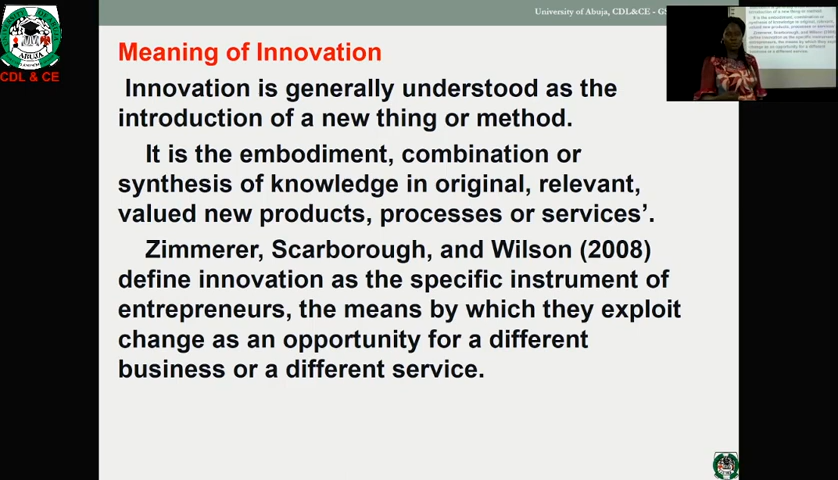 University of Abuja, CDL&CE - GS
CDL & CE
Meaning of Innovation
Innovation is generally understood as the
introduction of a new thing or method.
It is the embodiment, combination or
synthesis of knowledge in original, relevant,
valued new products, processes or services’.
Zimmerer, Scarborough, and Wilson (2008)
define innovation as the specific instrument of
entrepreneurs, the means by which they exploit
change as an opportunity for a different
business or a different service.